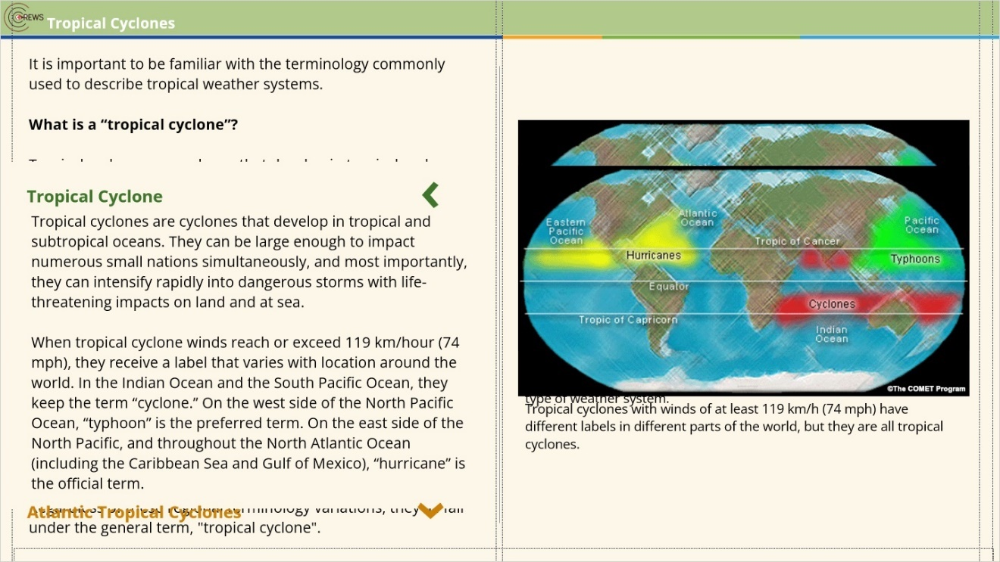 CREWS
Tropical Cyclones
It is important to be familiar with the terminology commonly
used to describe tropical weather systems.
What is a “tropical cyclone”?
Tropical Cyclone
Tropical cyclones are cyclones that develop in tropical and
subtropical oceans. They can be large enough to impact
numerous small nations simultaneously, and most importantly,
they can intensify rapidly into dangerous storms with life-
threatening impacts on land and at sea.
When tropical cyclone winds reach or exceed 119 km/hour (74
mph), they receive a label that varies with location around the
world. In the Indian Ocean and the South Pacific Ocean, they
keep the term “cyclone.” On the west side of the North Pacific
Ocean, “typhoon” is the preferred term. On the east side of the
North Pacific, and throughout the North Atlantic Ocean
(including the Caribbean Sea and Gulf of Mexico), “hurricane” is
the official term.
Atlantic Tropical Cyclones
terminology variations, they fall
under the general term, "tropical cyclone".
Eastern
Pacific
Ocean
Atlantic
Ocean
Pacific
Ocean
Tropic of Cancer
Hurricanes
Typhoons
Equator
Cyclones
Tropic of Capricorn
Indian
Ocean
©The COMET Program
type of weather system.
Tropical cyclones with winds of at least 119 km/h (74 mph) have
different labels in different parts of the world, but they are all tropical
cyclones.